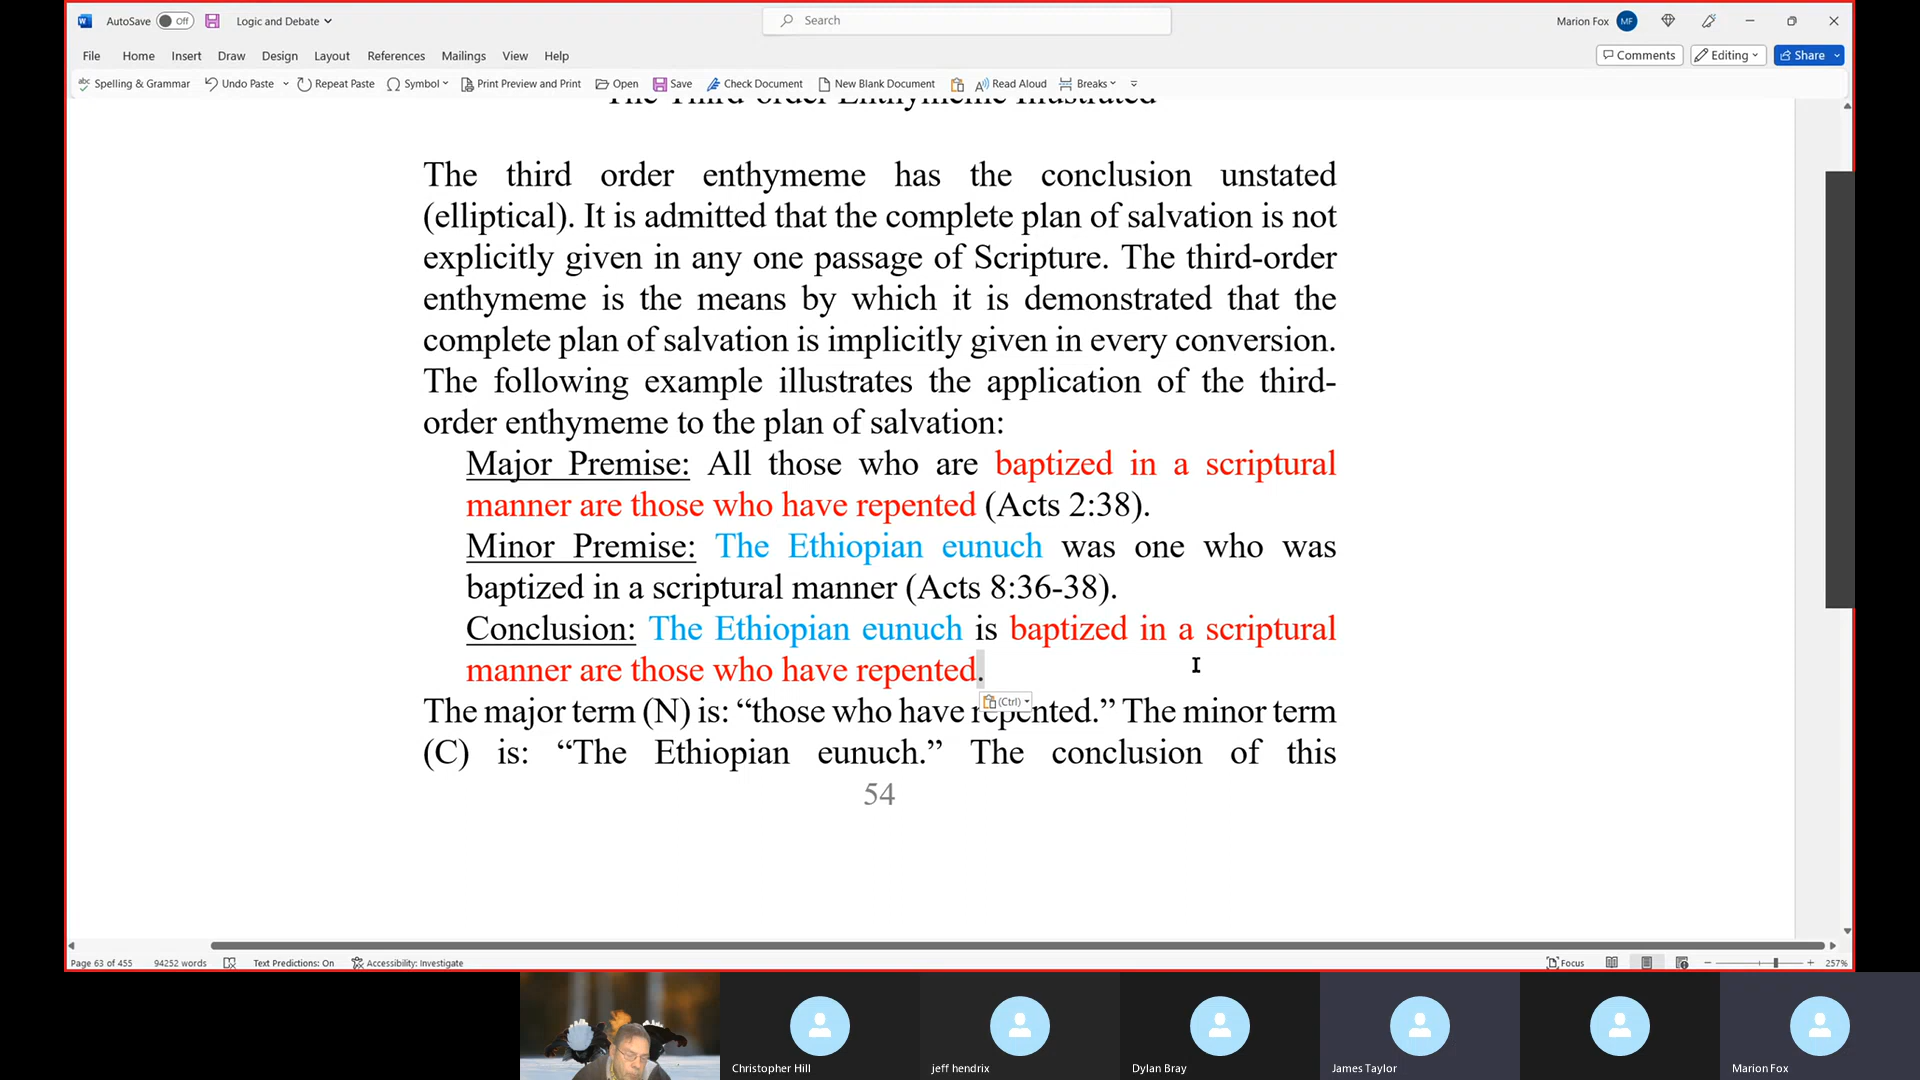 AutoSave Off Logic and Debate Search Marion Fox MF
File Home Insert Draw Design Layout References Mailings View Help Comments Editing Share
Spelling & Grammar Undo Paste Repeat Paste Symbol Print Preview and Print Open Save Check Document New Blank Document Read Aloud Breaks
The Third-order Enthymeme Illustrated
The third order enthymeme has the conclusion unstated
(elliptical). It is admitted that the complete plan of salvation is not
explicitly given in any one passage of Scripture. The third-order
enthymeme is the means by which it is demonstrated that the
complete plan of salvation is implicitly given in every conversion.
The following example illustrates the application of the third-
order enthymeme to the plan of salvation:
Major Premise: All those who are baptized in a scriptural
manner are those who have repented (Acts 2:38).
Minor Premise: The Ethiopian eunuch was one who was
baptized in a scriptural manner (Acts 8:36-38).
Conclusion: The Ethiopian eunuch is baptized in a scriptural
manner are those who have repented.
(Ctrl)
The major term (N) is: “those who have repented.” The minor term
(C) is: “The Ethiopian eunuch.” The conclusion of this
54
Page 63 of 455 94252 words Text Predictions: On Accessibility: Investigate Focus 257%
Christopher Hill jeff hendrix Dylan Bray James Taylor Marion Fox